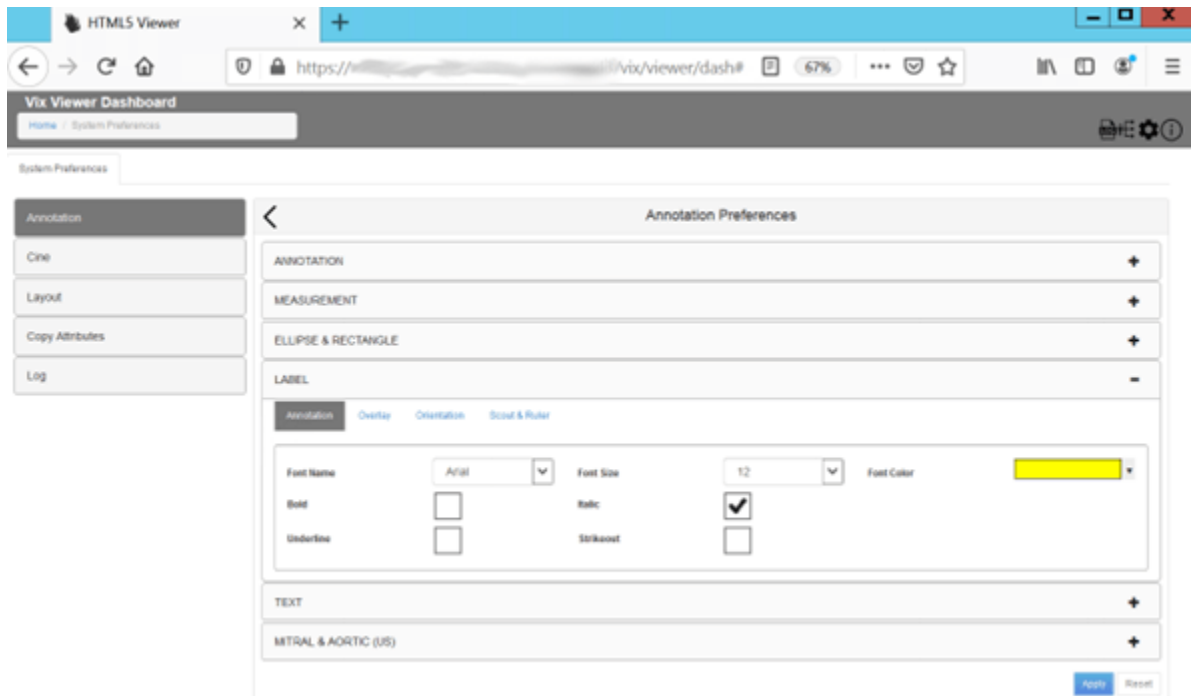 HTML5 Viewer
https://
/vix/viewer/dash#
67%
Vix Viewer Dashboard
Home / System Preferences
System Preferences
Annotation
Cine
Layout
Copy Attributes
Log
Annotation Preferences
ANNOTATION
MEASUREMENT
ELLIPSE & RECTANGLE
LABEL
Annotation Overlay Orientation Scout & Ruler
Font Name Arial Font Size 12 Font Color
Bold Italic
Underline Strikeout
TEXT
MITRAL & AORTIC (US)
Apply Reset